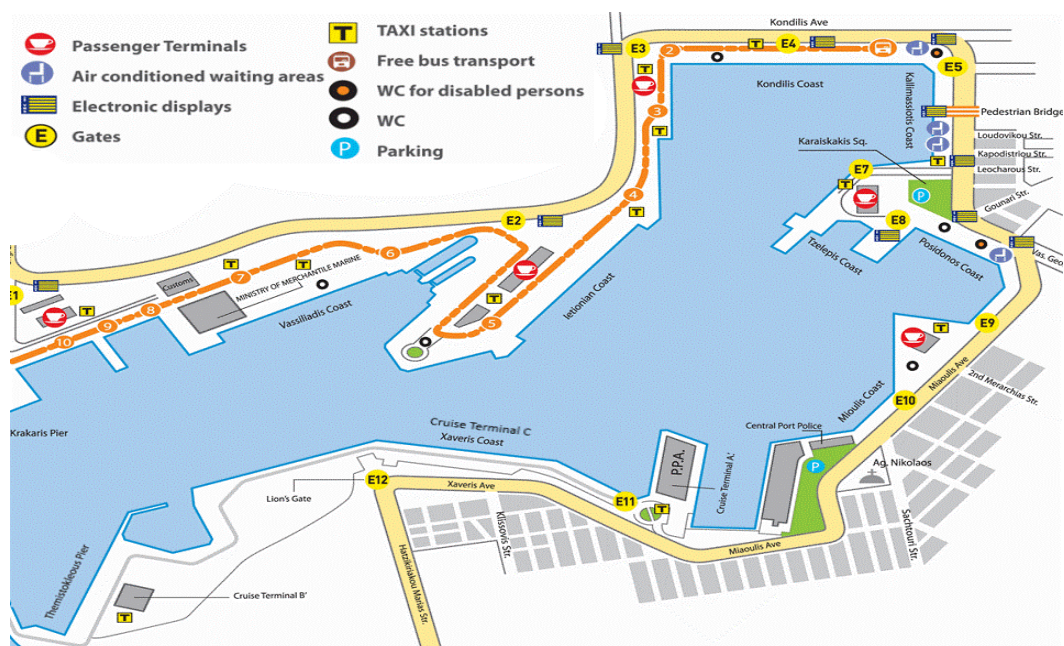 Passenger Terminals
Air conditioned waiting areas
Electronic displays
E Gates
T TAXI stations
Free bus transport
WC for disabled persons
WC
P Parking
Kondilis Ave
E3
2
T
E4
E5
Kondilis Coast
Kallimassiotis Coast
T
3
T
Pedestrian Bridge
Loudovikou Str.
Karaiskakis Sq.
Kapodistriou Str.
T
Leocharous Str.
E7
T
P
Gounari Str.
4
T
E2
E8
Tzelepis Coast
Posidonos Coast
Vas. Geo
6
T
T
7
Customs
MINISTRY OF MERCHANTILE MARINE
Vassiliadis Coast
Ietionian Coast
E1
T
8
9
10
T
5
E9
T
Miaoulis Ave
2nd Merarchias Str.
E10
Mioulis Coast
Krakaris Pier
Cruise Terminal C
Xaveris Coast
Central Port Police
P.P.A.
Cruise Terminal A'
P
Ag. Nikolaos
Lion's Gate
E12
Xaveris Ave
E11
T
Klissovis Str.
Miaoulis Ave
Sachtouri Str.
Hatzikiriakou Marias Str.
Themistokleous Pier
Cruise Terminal B'
T